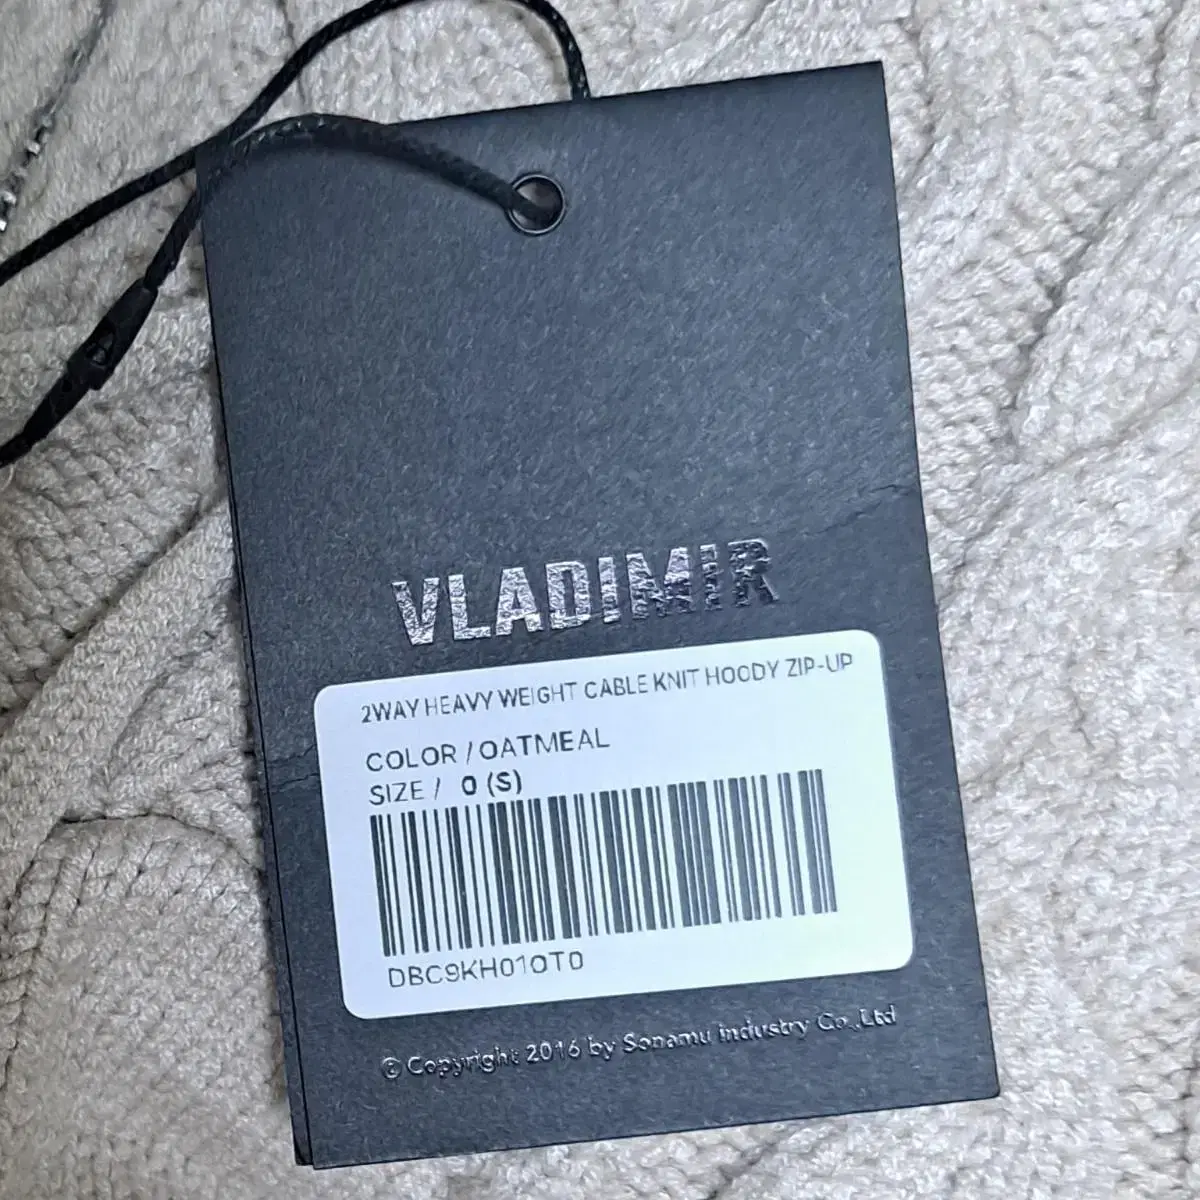 VLADIMIR
2WAY HEAVY WEIGHT CABLE KNIT HOODY ZIP-UP
COLOR / OATMEAL
SIZE / 0 (S)
DBC9KH01OT0
© Copyright 2016 by Sonamu industry Co.,Ltd